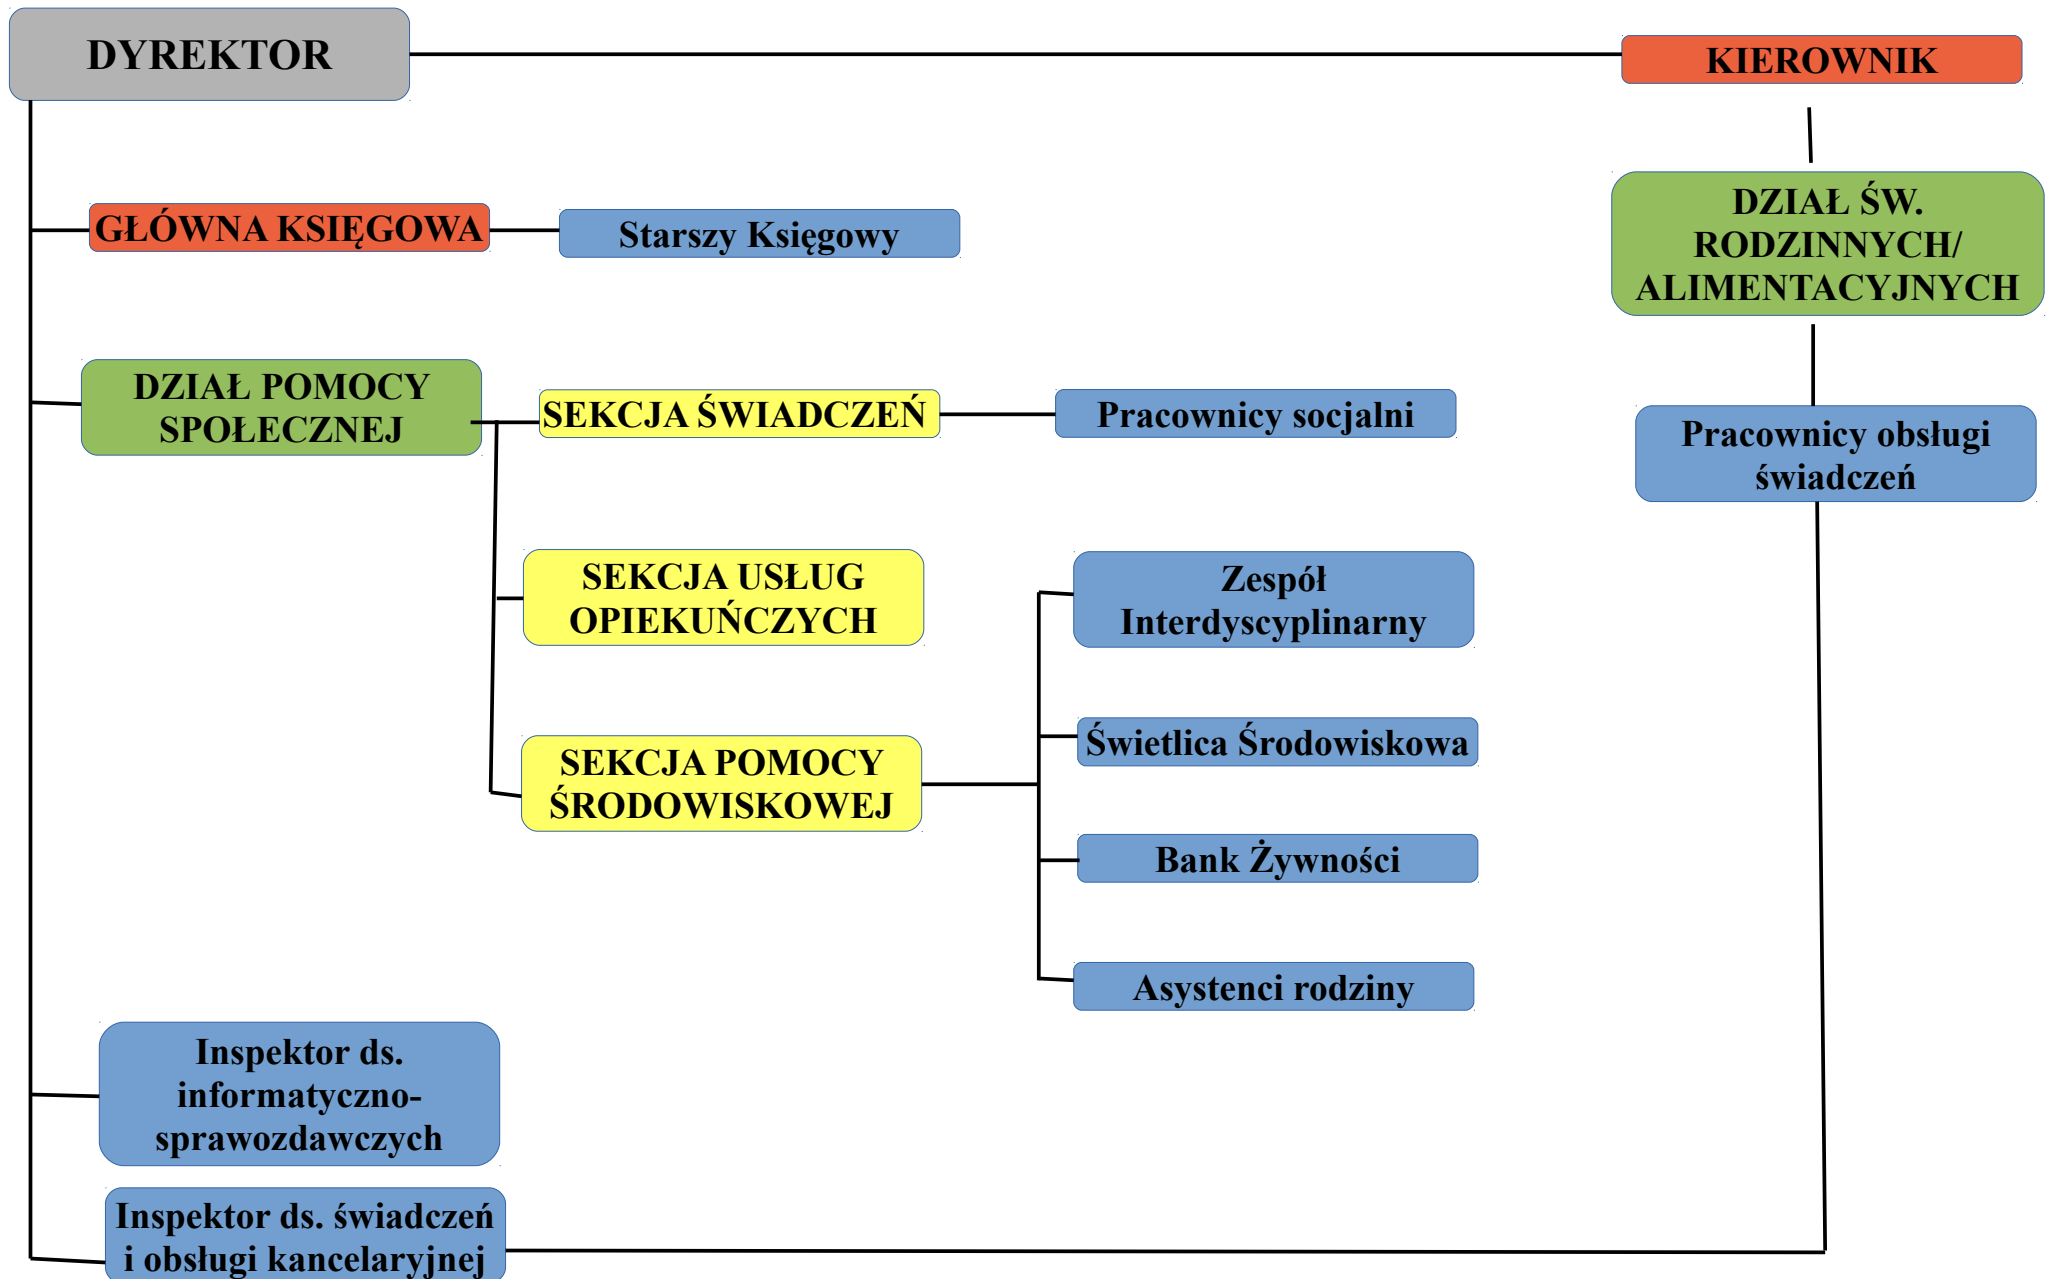 DYREKTOR
KIEROWNIK
GŁÓWNA KSIĘGOWA
Starszy Księgowy
DZIAŁ ŚW.
RODZINNYCH/
ALIMENTACYJNYCH
DZIAŁ POMOCY
SPOŁECZNEJ
SEKCJA ŚWIADCZEŃ
Pracownicy socjalni
Pracownicy obsługi
świadczeń
SEKCJA USŁUG
OPIEKUŃCZYCH
Zespół
Interdyscyplinarny
SEKCJA POMOCY
ŚRODOWISKOWEJ
Świetlica Środowiskowa
Bank Żywności
Asystenci rodziny
Inspektor ds.
informatyczno-
sprawozdawczych
Inspektor ds. świadczeń
i obsługi kancelaryjnej